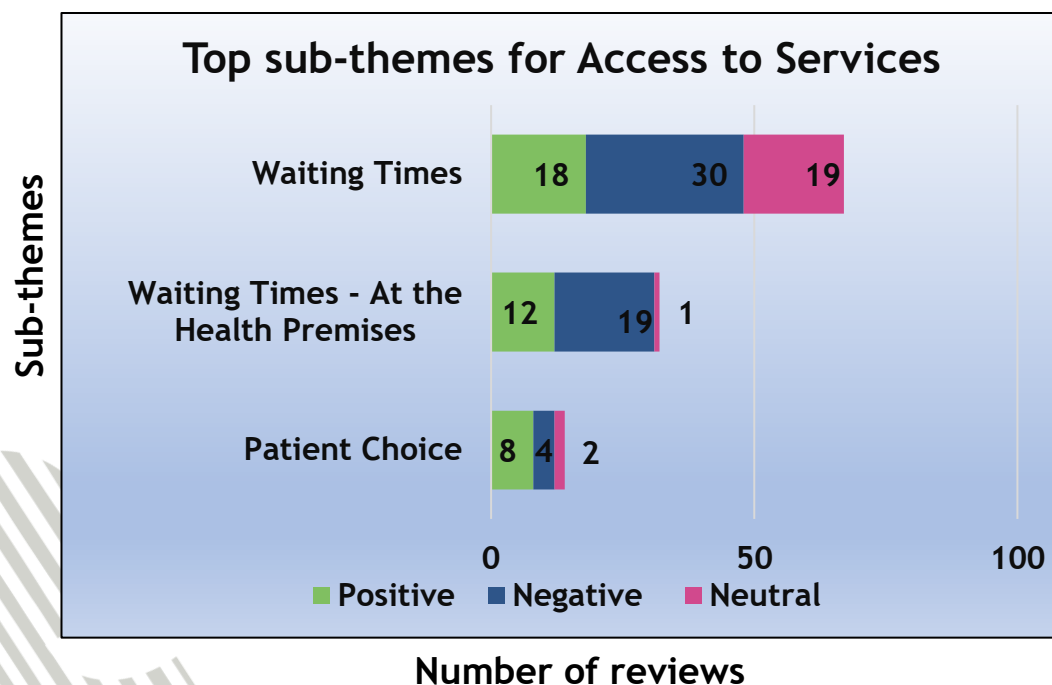 Top sub-themes for Access to Services
Sub-themes
Waiting Times
18 30 19
Waiting Times - At the
Health Premises
12 19 1
Patient Choice
8 4 2
0 50 100
Positive Negative Neutral
Number of reviews